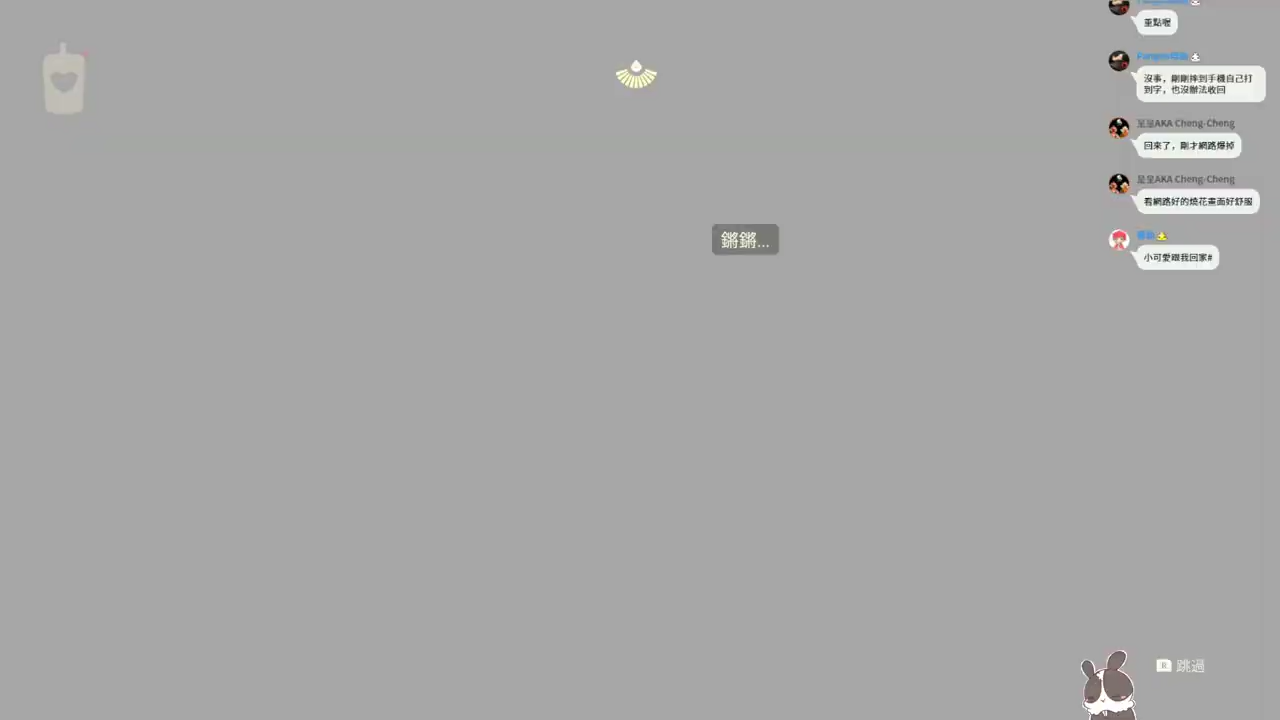 重點喔
沒事，剛剛摔到手機自己打
到字，也沒辦法收回
呈呈AKA Cheng-Cheng
回來了，剛才網路爆掉
呈呈AKA Cheng-Cheng
看網路好的燒花畫面好舒服
鏘鏘...
小可愛跟我回家#
R 跳過